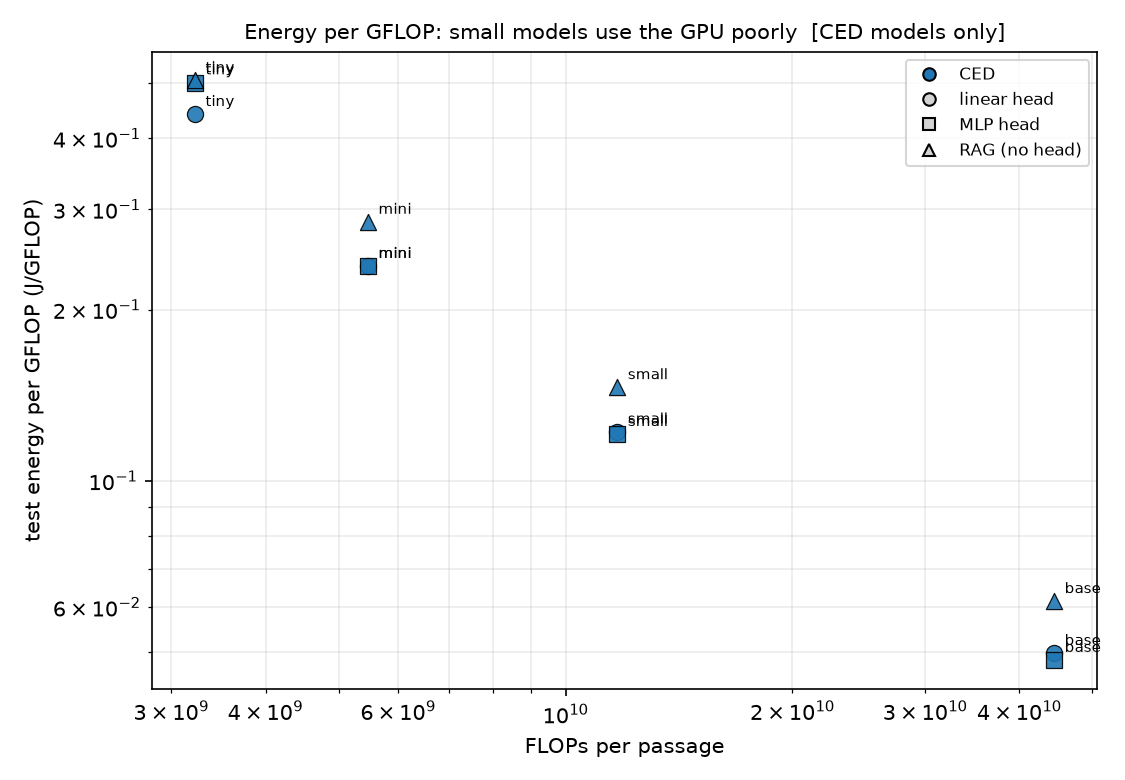 Energy per GFLOP: small models use the GPU poorly  [CED models only]
CED
linear head
MLP head
RAG (no head)
tiny
tiny
tiny
mini
mini
mini
small
small
small
base
base
base
4 × 10⁻¹
3 × 10⁻¹
2 × 10⁻¹
10⁻¹
6 × 10⁻²
test energy per GFLOP (J/GFLOP)
3 × 10⁹
4 × 10⁹
6 × 10⁹
10¹⁰
2 × 10¹⁰
3 × 10¹⁰
4 × 10¹⁰
FLOPs per passage